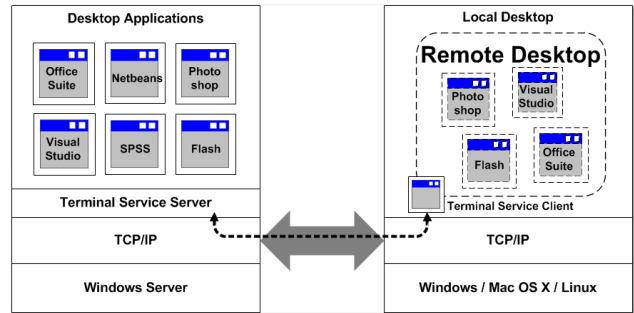 Desktop Applications
Office
Suite
Netbeans
Photo
shop
Visual
Studio
SPSS
Flash
Terminal Service Server
TCP/IP
Windows Server
Local Desktop
Remote Desktop
Photo
shop
Visual
Studio
Flash
Office
Suite
Terminal Service Client
TCP/IP
Windows / Mac OS X / Linux